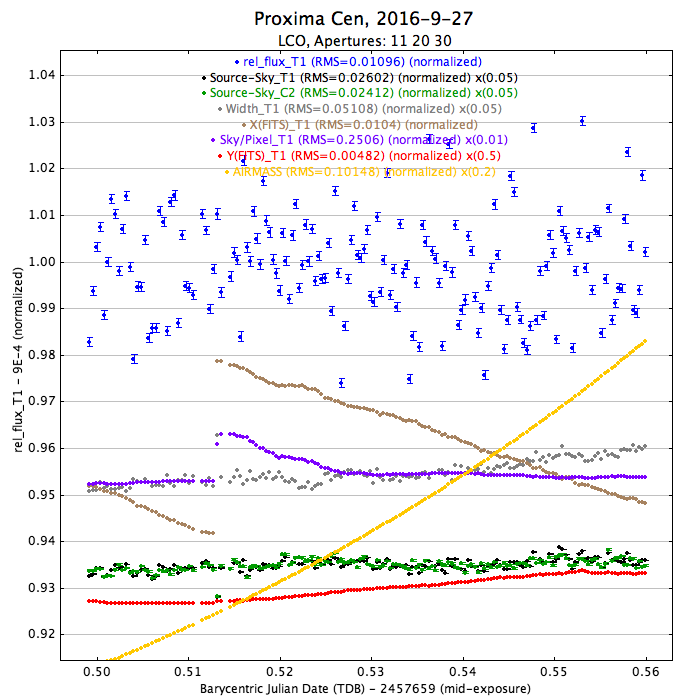 Proxima Cen, 2016-9-27
LCO, Apertures: 11 20 30
rel_flux_T1 (RMS=0.01096) (normalized)
Source-Sky_T1 (RMS=0.02602) (normalized) x(0.05)
Source-Sky_C2 (RMS=0.02412) (normalized) x(0.05)
Width_T1 (RMS=0.05108) (normalized) x(0.05)
X(FITS)_T1 (RMS=0.0104) (normalized)
Sky/Pixel_T1 (RMS=0.2506) (normalized) x(0.01)
Y(FITS)_T1 (RMS=0.00482) (normalized) x(0.5)
AIRMASS (RMS=0.10148) (normalized) x(0.2)
1.04
1.03
1.02
1.01
1.00
0.99
0.98
0.97
0.96
0.95
0.94
0.93
0.92
rel_flux_T1 - 9E-4 (normalized)
0.50 0.51 0.52 0.53 0.54 0.55 0.56
Barycentric Julian Date (TDB) - 2457659 (mid-exposure)